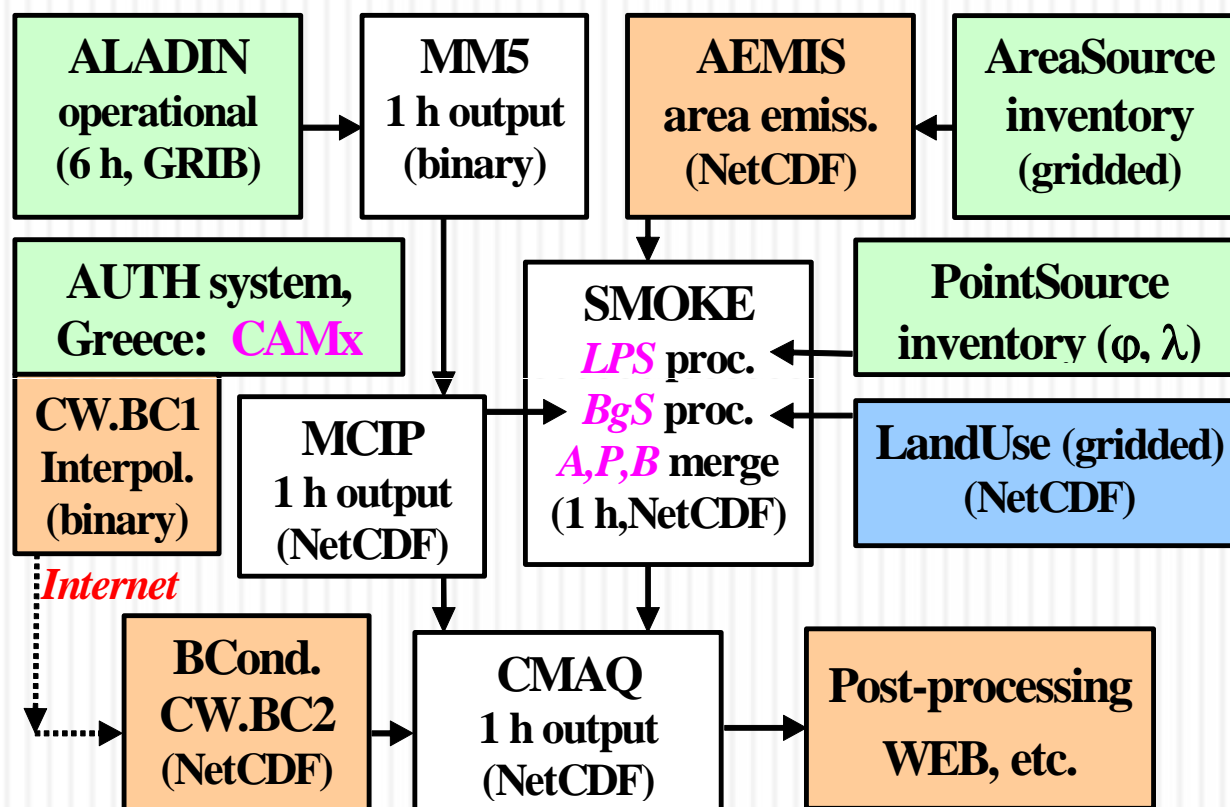 ALADIN
operational
(6 h, GRIB)
MM5
1 h output
(binary)
AEMIS
area emiss.
(NetCDF)
AreaSource
inventory
(gridded)
AUTH system,
Greece: CAMx
SMOKE
LPS proc.
BgS proc.
A,P,B merge
(1 h,NetCDF)
PointSource
inventory (φ, λ)
CW.BC1
Interpol.
(binary)
MCIP
1 h output
(NetCDF)
LandUse (gridded)
(NetCDF)
Internet
BCond.
CW.BC2
(NetCDF)
CMAQ
1 h output
(NetCDF)
Post-processing
WEB, etc.